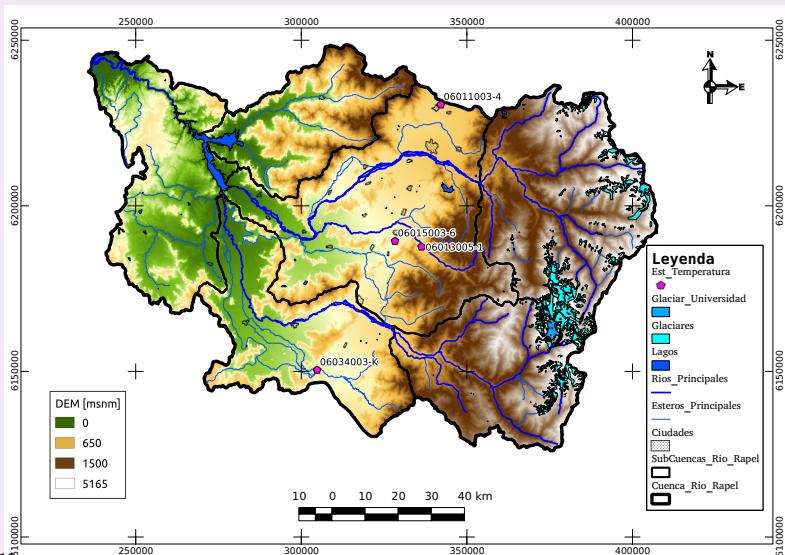 250000 300000 350000 400000
6250000 6250000
N
E
06011003-4
6200000 6200000
06015003-6
06013005-1
Leyenda
Est_Temperatura
Glaciar_Universidad
Glaciares
Lagos
Rios_Principales
Esteros_Principales
Ciudades
SubCuencas_Rio_Rapel
Cuenca_Rio_Rapel
06034003-K
6150000 6150000
DEM [msnm]
0
650
1500
5165
10 0 10 20 30 40 km
6100000 6100000
250000 300000 350000 400000